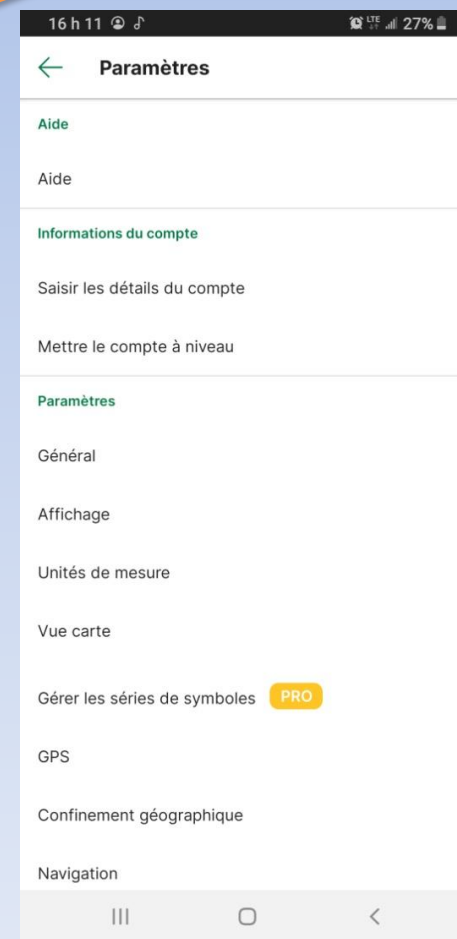 16 h 11
LTE 27%
Paramètres
Aide
Aide
Informations du compte
Saisir les détails du compte
Mettre le compte à niveau
Paramètres
Général
Affichage
Unités de mesure
Vue carte
Gérer les séries de symboles PRO
GPS
Confinement géographique
Navigation